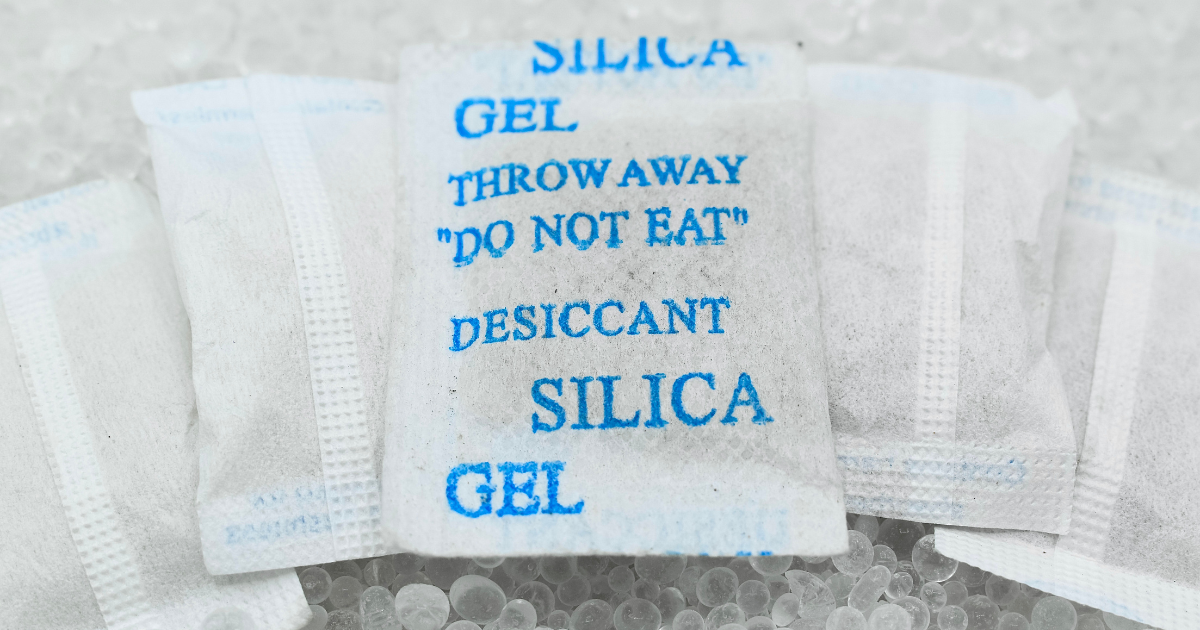 SILICA
GEL
THROW AWAY
"DO NOT EAT"
DESICCANT
SILICA
GEL